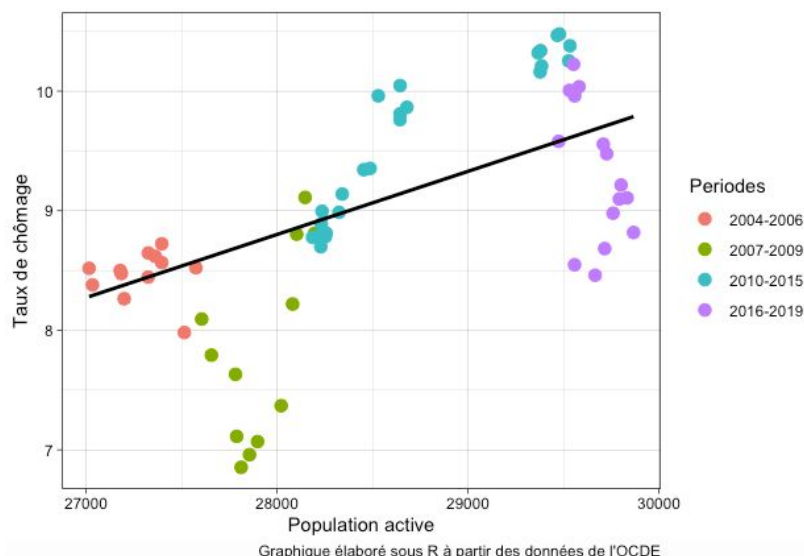 10
9
8
7
Taux de chômage
27000 28000 29000 30000
Population active
Periodes
2004-2006
2007-2009
2010-2015
2016-2019
Graphique élaboré sous R à partir des données de l'OCDE